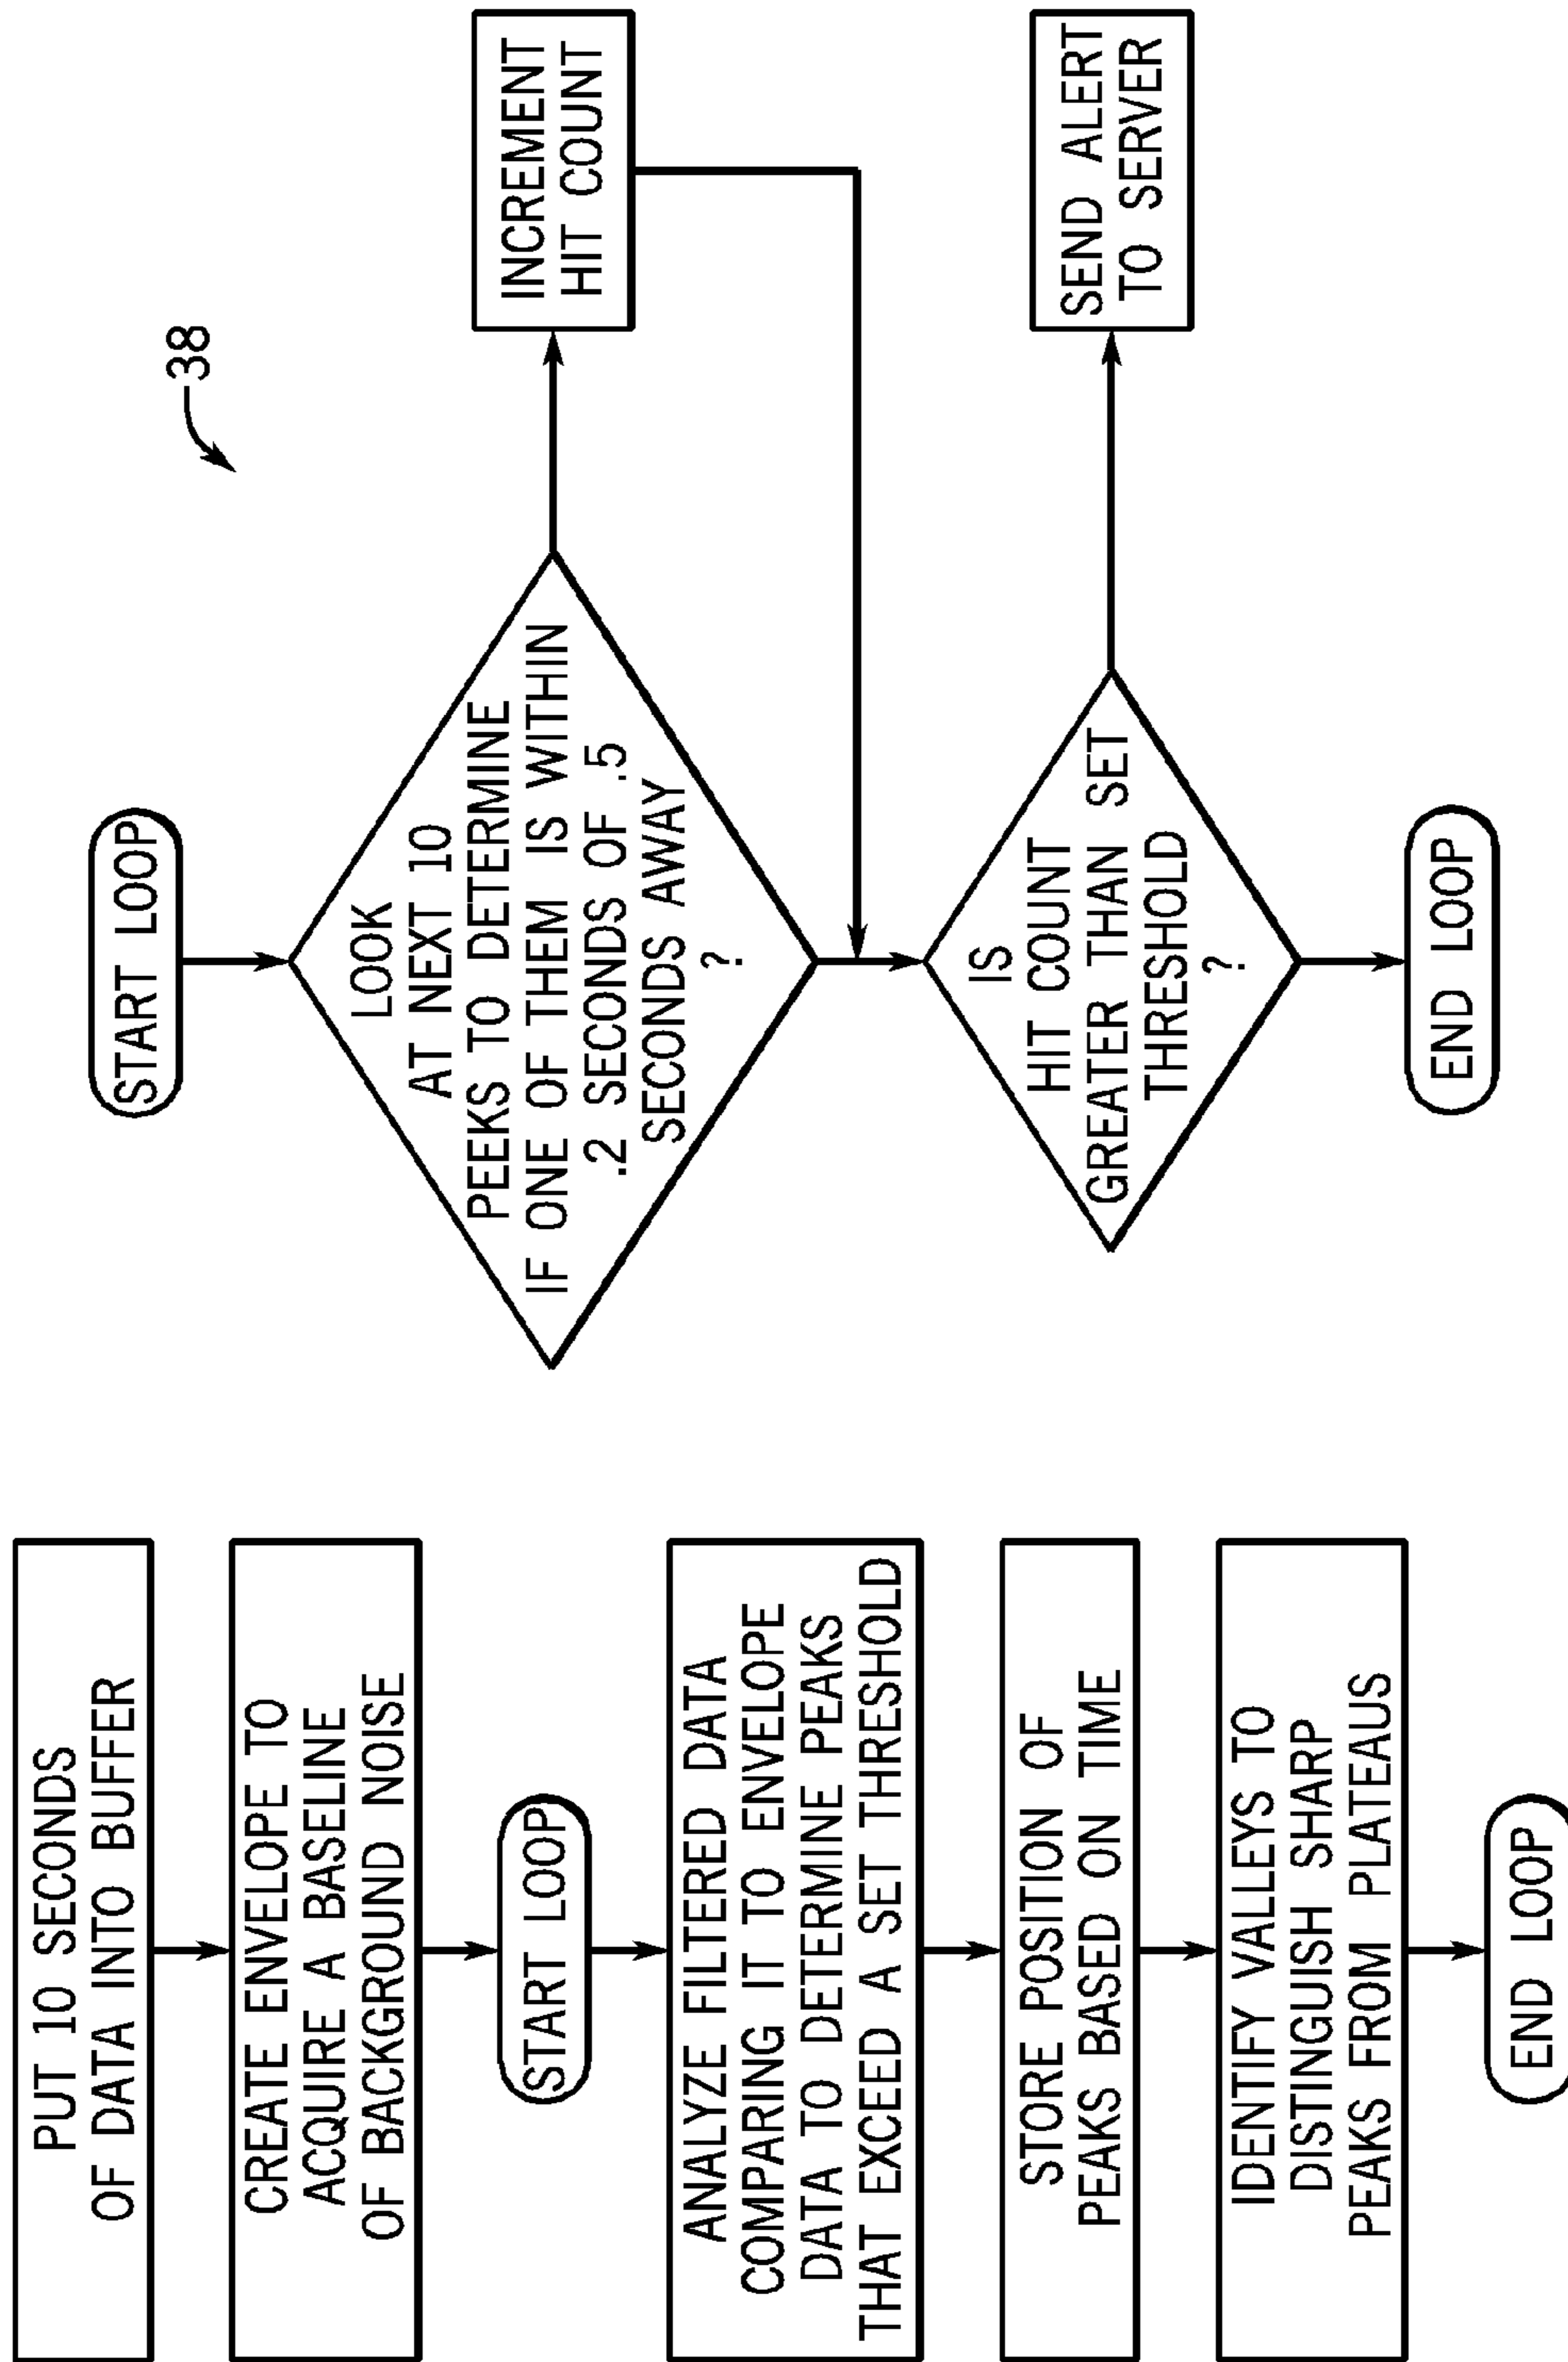 PUT 10 SECONDS
OF DATA INTO BUFFER
CREATE ENVELOPE TO
ACQUIRE A BASELINE
OF BACKGROUND NOISE
START LOOP
ANALYZE FILTERED DATA
COMPARING IT TO ENVELOPE
DATA TO DETERMINE PEAKS
THAT EXCEED A SET THRESHOLD
STORE POSITION OF
PEAKS BASED ON TIME
IDENTIFY VALLEYS TO
DISTINGUISH SHARP
PEAKS FROM PLATEAUS
END LOOP
38
START LOOP
LOOK
AT NEXT 10
PEEKS TO DETERMINE
IF ONE OF THEM IS WITHIN
.2 SECONDS OF .5
SECONDS AWAY
?
INCREMENT
HIT COUNT
IS
HIT COUNT
GREATER THAN SET
THRESHOLD
?
SEND ALERT
TO SERVER
END LOOP